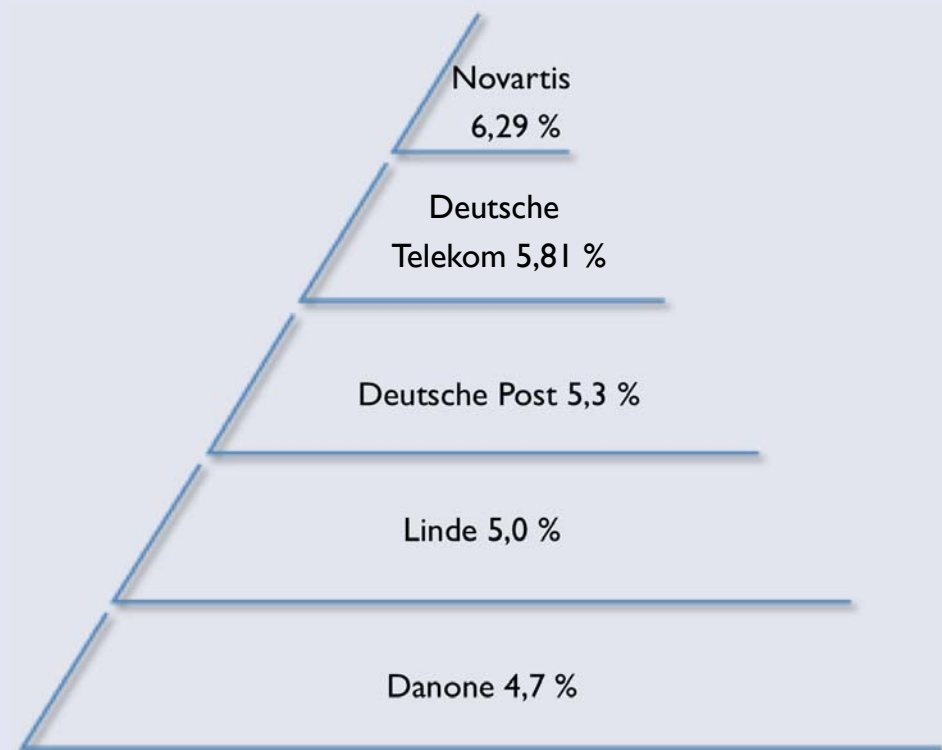 Novartis
6,29 %
Deutsche
Telekom 5,81 %
Deutsche Post 5,3 %
Linde 5,0 %
Danone 4,7 %